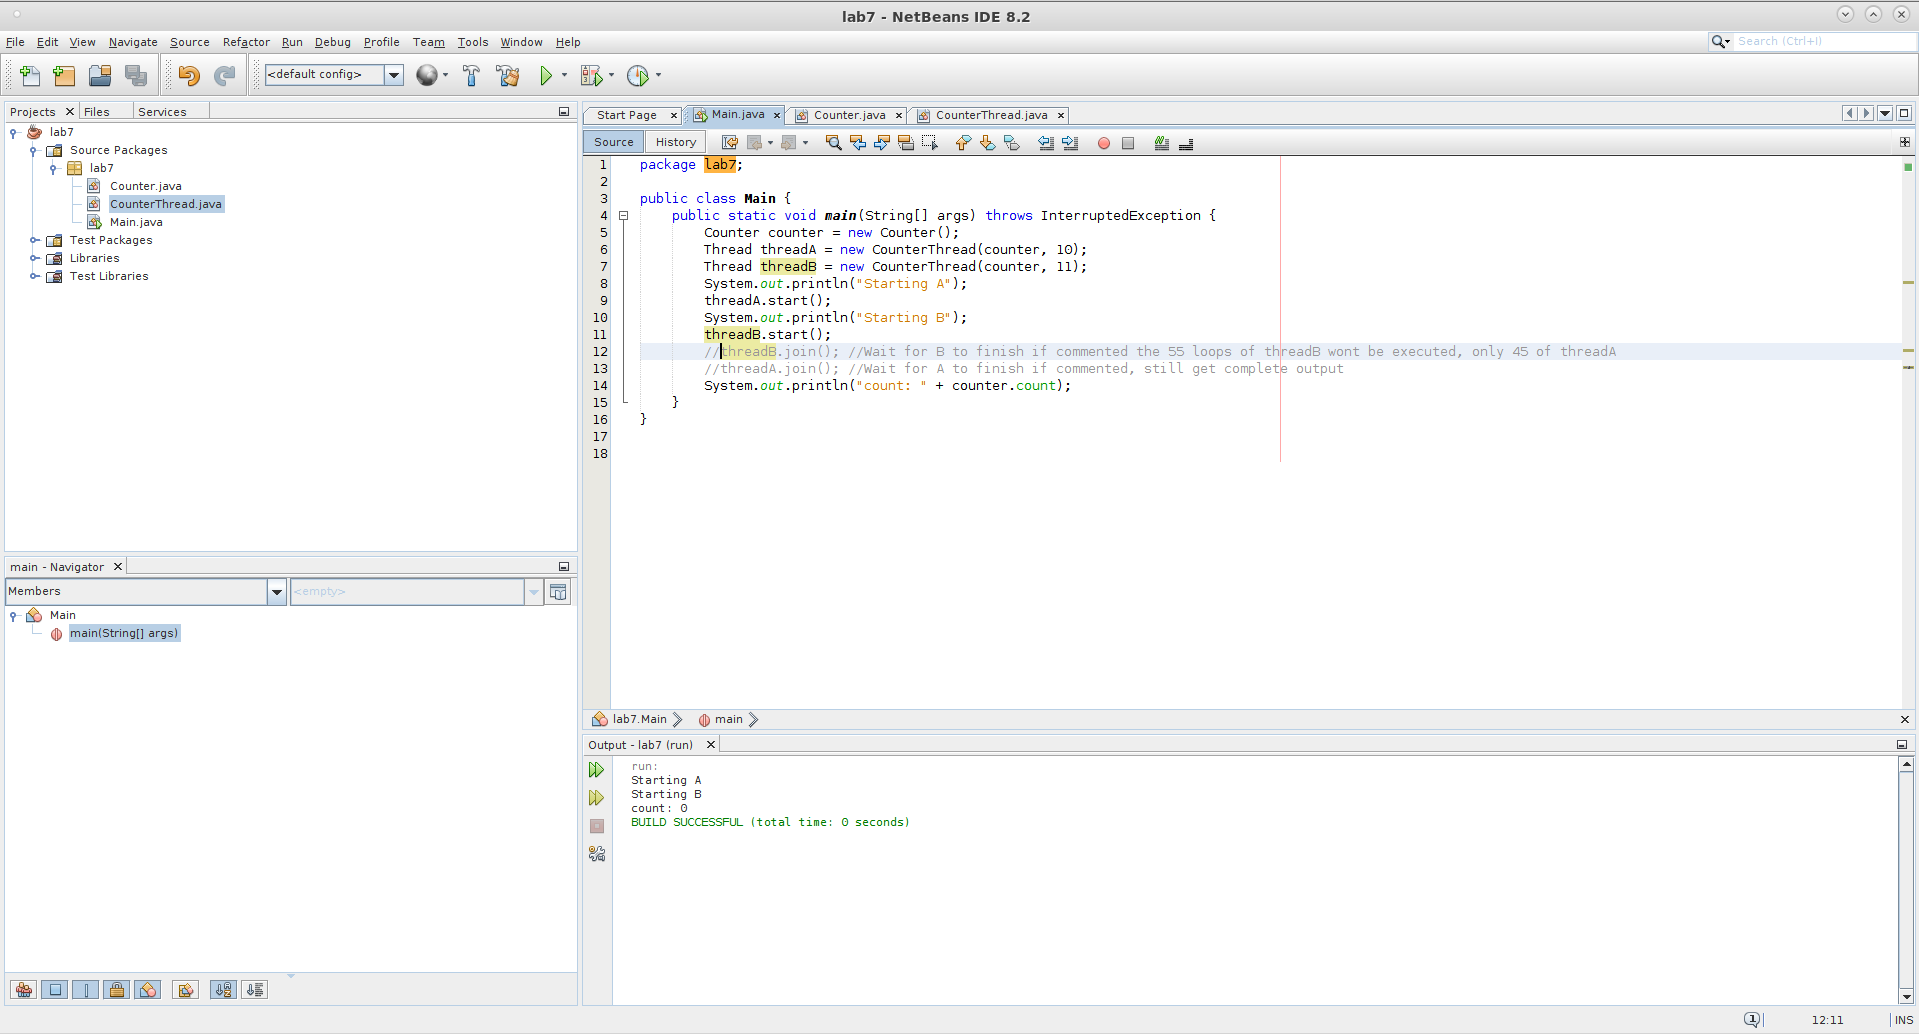 lab7 - NetBeans IDE 8.2
File Edit View Navigate Source Refactor Run Debug Profile Team Tools Window Help
Search (Ctrl+I)
<default config>
Projects Files Services
lab7
Source Packages
lab7
Counter.java
CounterThread.java
Main.java
Test Packages
Libraries
Test Libraries
main - Navigator
Members
<empty>
Main
main(String[] args)
Start Page Main.java Counter.java CounterThread.java
Source History
1 package lab7;
2
3 public class Main {
4 public static void main(String[] args) throws InterruptedException {
5 Counter counter = new Counter();
6 Thread threadA = new CounterThread(counter, 10);
7 Thread threadB = new CounterThread(counter, 11);
8 System.out.println("Starting A");
9 threadA.start();
10 System.out.println("Starting B");
11 threadB.start();
12 //threadB.join(); //Wait for B to finish if commented the 55 loops of threadB wont be executed, only 45 of threadA
13 //threadA.join(); //Wait for A to finish if commented, still get complete output
14 System.out.println("count: " + counter.count);
15 }
16 }
17
18
lab7.Main main
Output - lab7 (run)
run:
Starting A
Starting B
count: 0
BUILD SUCCESSFUL (total time: 0 seconds)
1 12:11 INS